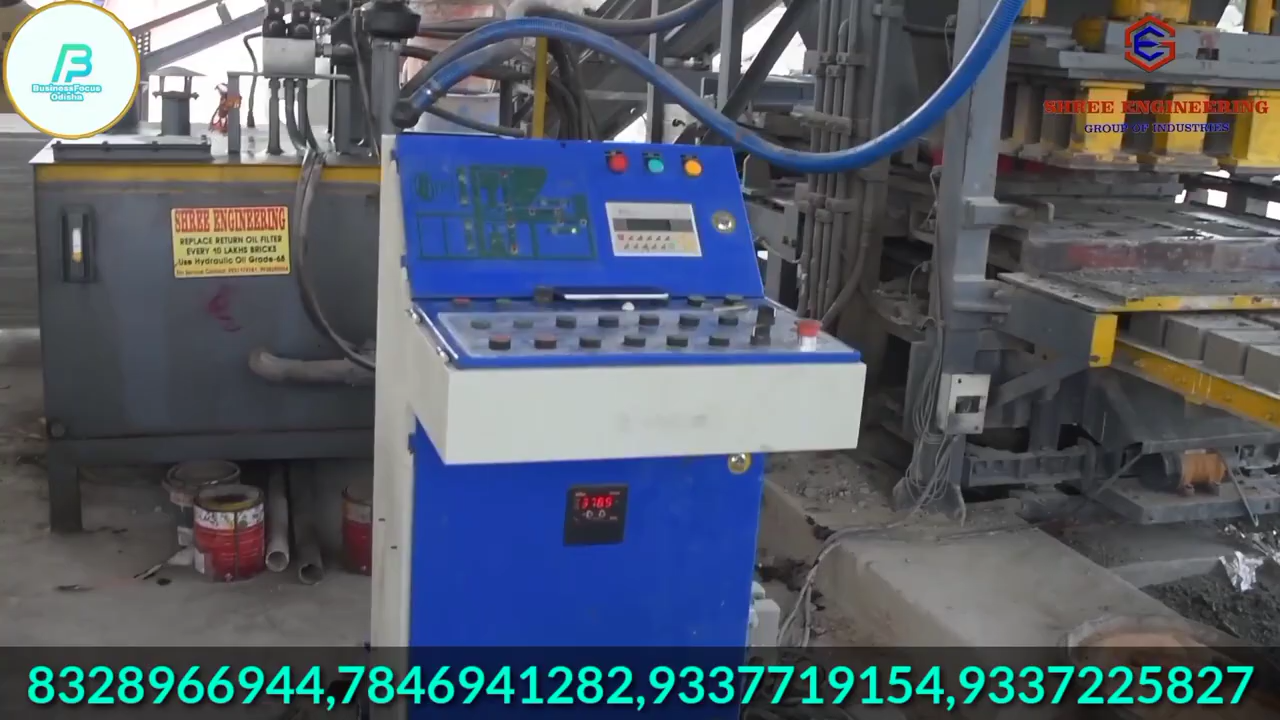 BusinessFocus
Odisha
SHREE ENGINEERING
GROUP OF INDUSTRIES
SHREE ENGINEERING
REPLACE RETURN OIL FILTER
EVERY 10 LAKHS BRICKS
Use Hydraulic Oil Grade-68
8328966944,7846941282,9337719154,9337225827